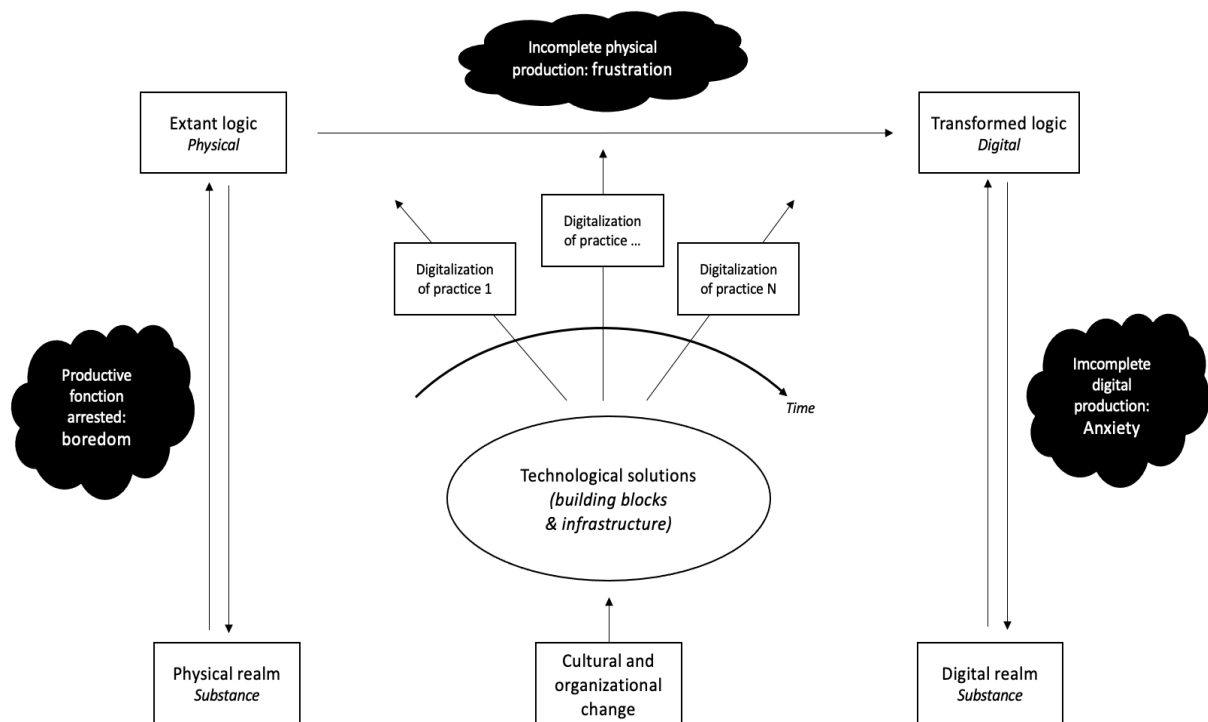 Incomplete physical
production: frustration
Extant logic
Physical
Transformed logic
Digital
Digitalization
of practice ...
Digitalization
of practice 1
Digitalization
of practice N
Productive
fonction
arrested:
boredom
Imcomplete
digital
production:
Anxiety
Time
Technological solutions
(building blocks
& infrastructure)
Physical realm
Substance
Cultural and
organizational
change
Digital realm
Substance